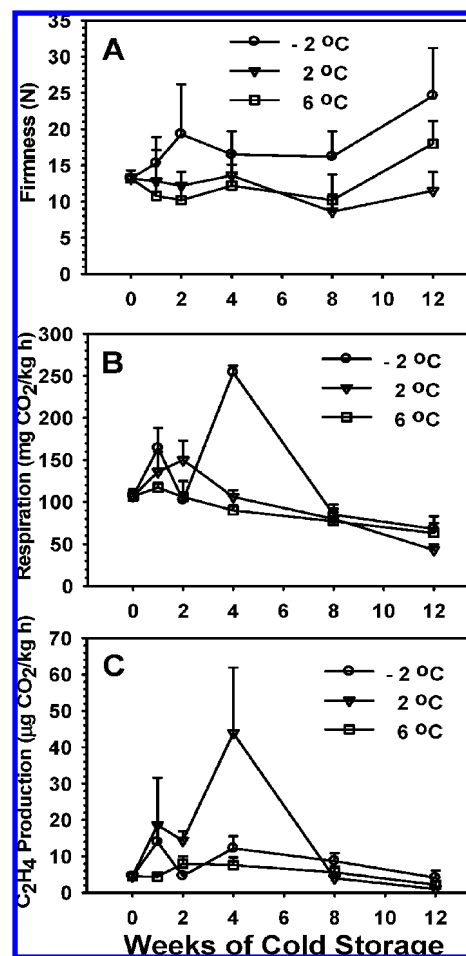 A
- 2 ºC
2 ºC
6 ºC
35
30
25
20
15
10
5
0
Firmness (N)
0 2 4 6 8 10 12
B
- 2 ºC
2 ºC
6 ºC
300
250
200
150
100
50
0
Respiration (mg CO₂/kg h)
0 2 4 6 8 10 12
C
- 2 ºC
2 ºC
6 ºC
70
60
50
40
30
20
10
0
C₂H₄ Production (µg CO₂/kg h)
0 2 4 6 8 10 12
Weeks of Cold Storage